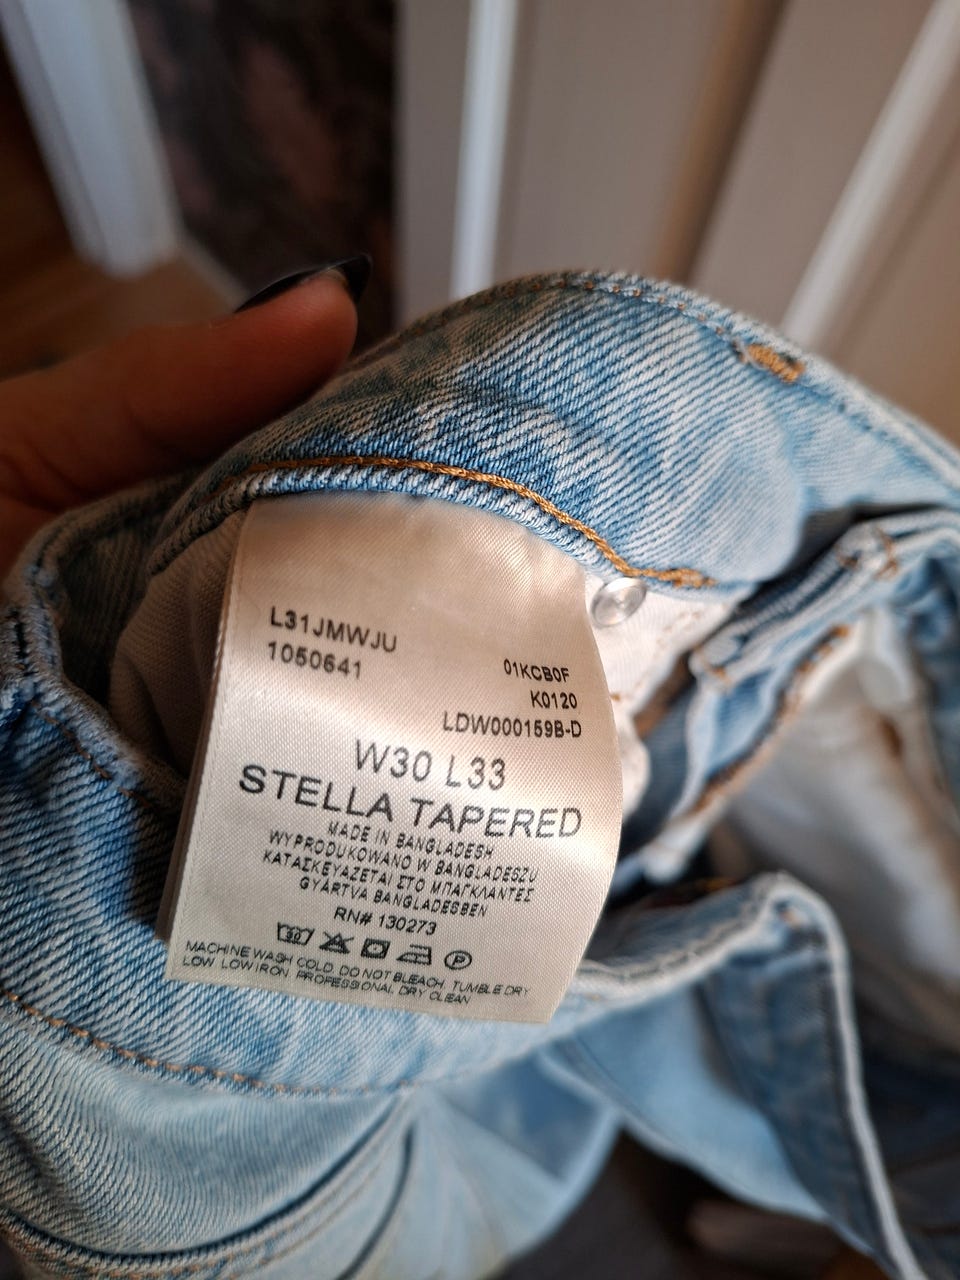 L31JMWJU
1050641
01KCB0F
K0120
LDW000159B-D
W30 L33
STELLA TAPERED
MADE IN BANGLADESH
WYPRODUKOWANO W BANGLADESZU
ΚΑΤΑΣΚΕΥΑΖΕΤΑΙ ΣΤΟ ΜΠΑΓΚΛΑΝΤΕΣ
GYÁRTVA BANGLADESBEN
RN# 130273
30 P
MACHINE WASH COLD DO NOT BLEACH, TUMBLE DRY
LOW, LOW IRON, PROFESSIONAL DRY CLEAN